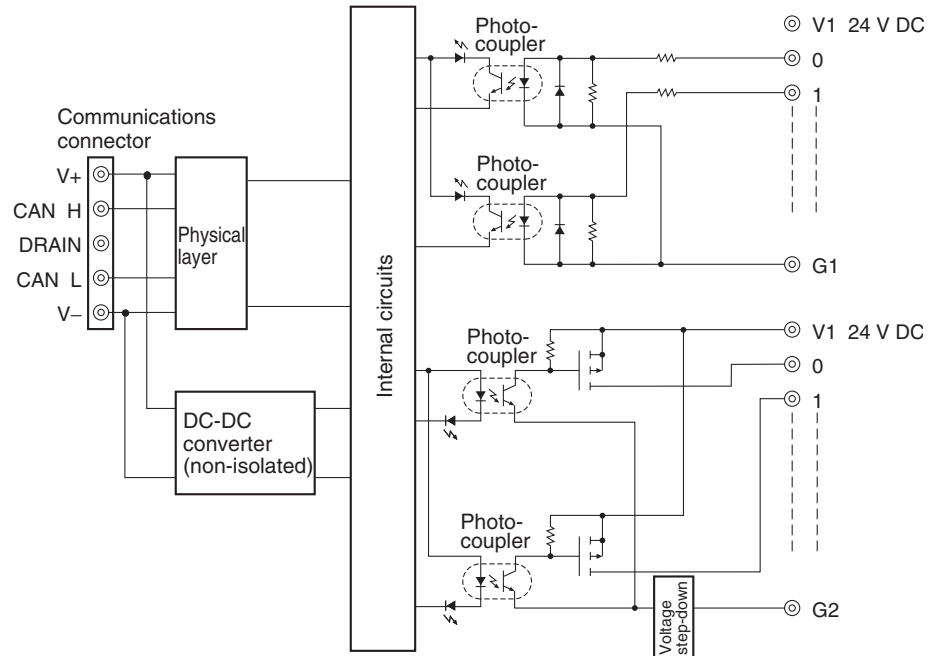 Communications
connector
V+
CAN H
DRAIN
CAN L
V–
Physical
layer
DC-DC
converter
(non-isolated)
Internal circuits
Photo-
coupler
Photo-
coupler
V1 24 V DC
0
1
G1
Photo-
coupler
Photo-
coupler
V1 24 V DC
0
1
Voltage
step-down
G2